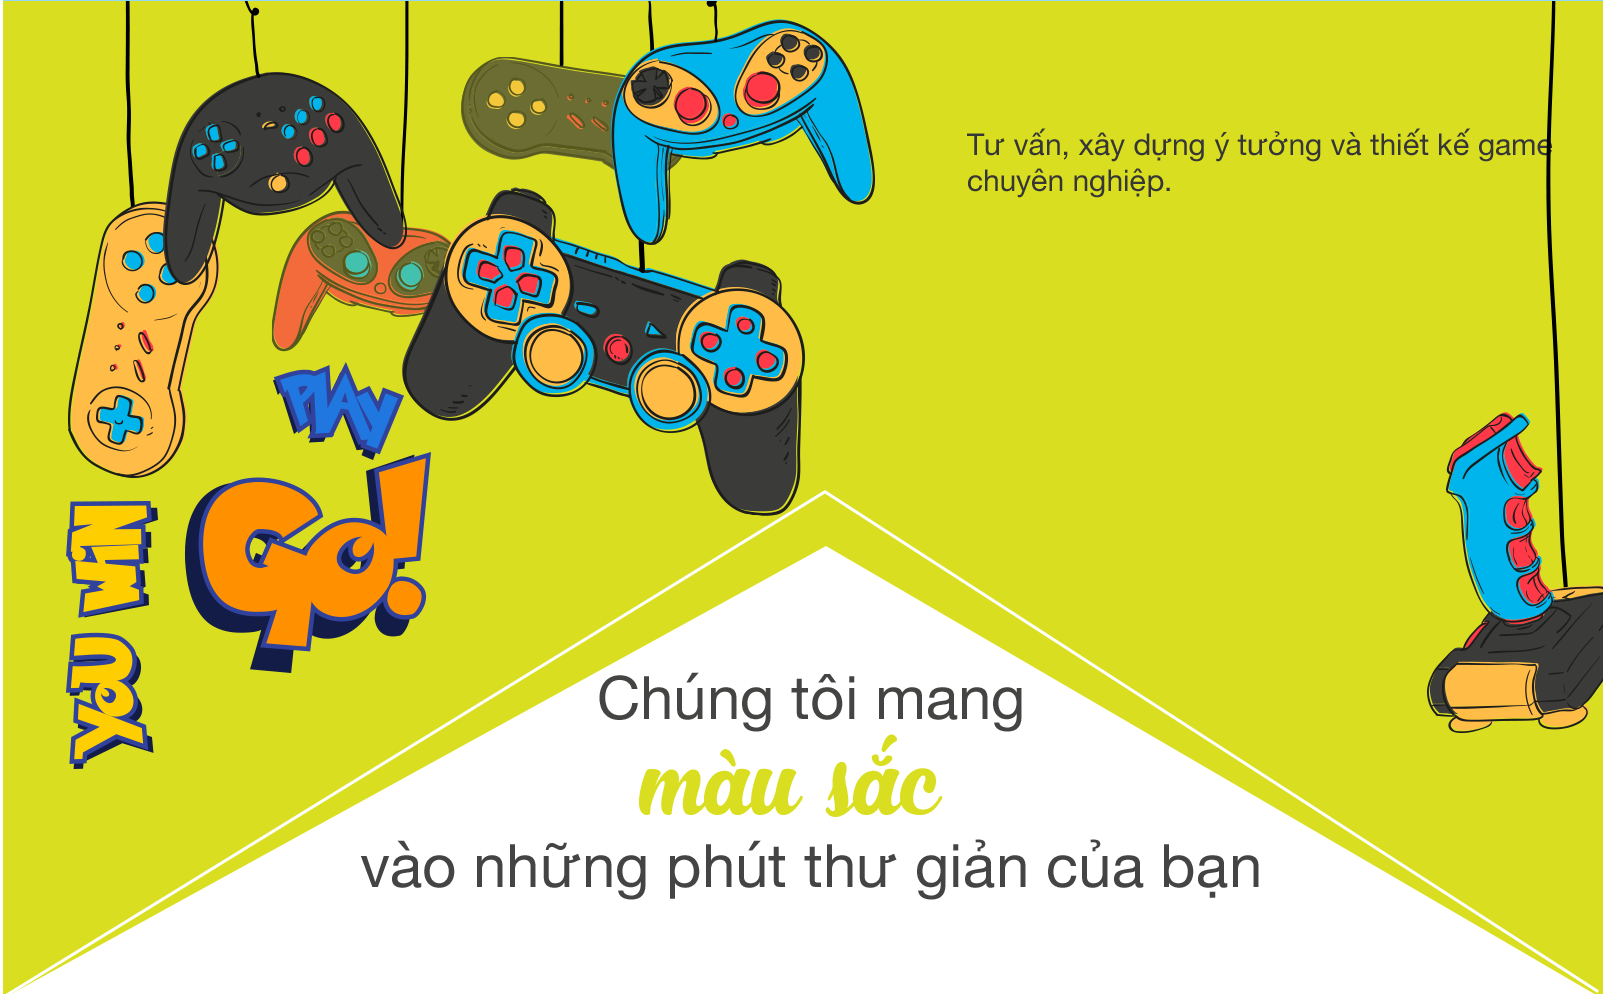 Tư vấn, xây dựng ý tưởng và thiết kế game
chuyên nghiệp.
PLAY
Go!
YOU WIN
Chúng tôi mang
màu sắc
vào những phút thư giản của bạn